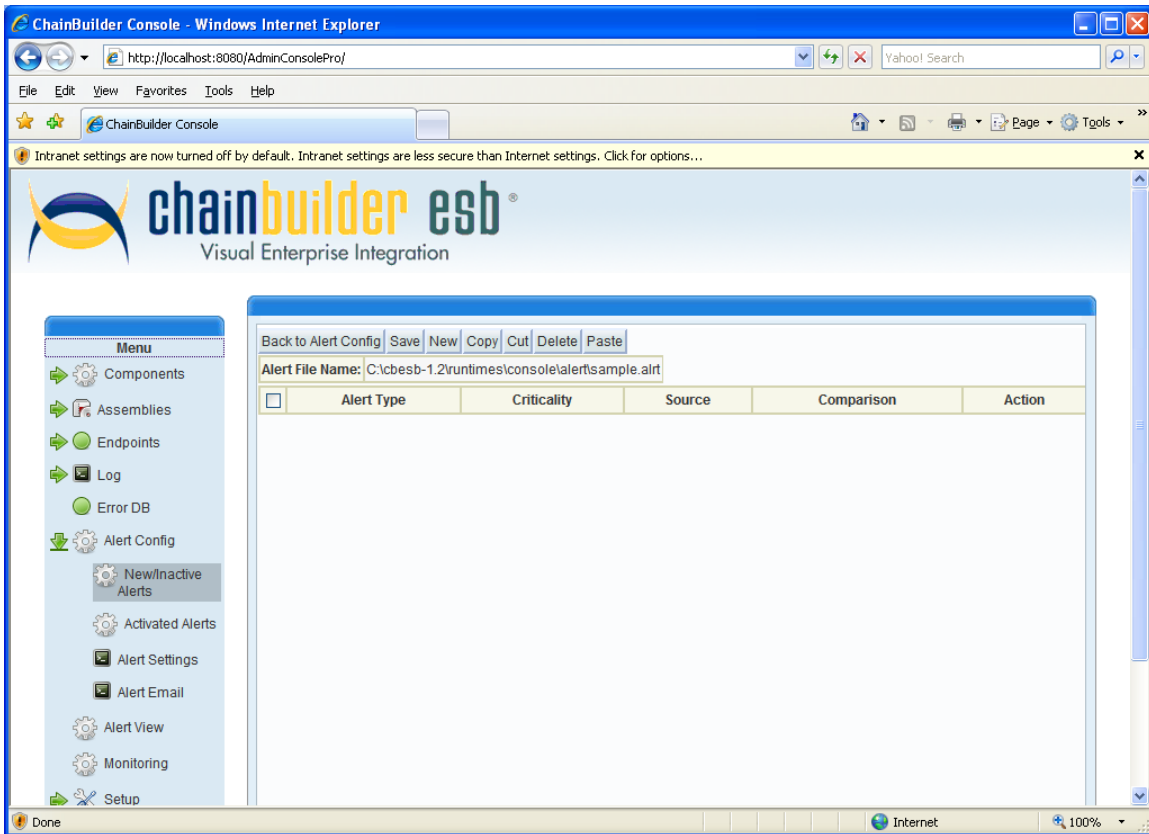 ChainBuilder Console - Windows Internet Explorer
http://localhost:8080/AdminConsolePro/
Yahoo! Search
File Edit View Favorites Tools Help
ChainBuilder Console
Page Tools
Intranet settings are now turned off by default. Intranet settings are less secure than Internet settings. Click for options...
chainbuilder esb ®
Visual Enterprise Integration
Menu
Components
Assemblies
Endpoints
Log
Error DB
Alert Config
New/Inactive
Alerts
Activated Alerts
Alert Settings
Alert Email
Alert View
Monitoring
Setup
Back to Alert Config Save New Copy Cut Delete Paste
Alert File Name: C:\cbesb-1.2\runtimes\console\alert\sample.alrt
Alert Type Criticality Source Comparison Action
Done Internet 100%